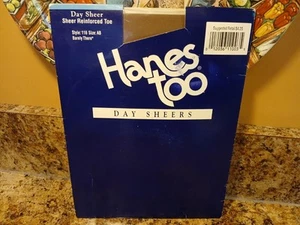 Day Sheer
Sheer Reinforced Toe
Style 118 Size AB
Barely There®
Hanes
too
®
DAY SHEERS